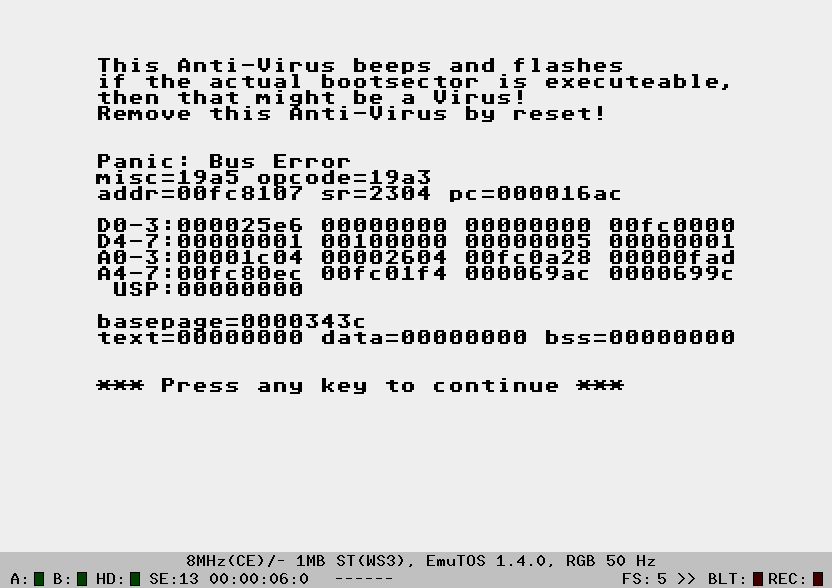 This Anti-Virus beeps and flashes
if the actual bootsector is executeable,
then that might be a Virus!
Remove this Anti-Virus by reset!
Panic: Bus Error
misc=19a5 opcode=19a3
addr=00fc8107 sr=2304 pc=000016ac
D0-3:000025e6 00000000 00000000 00fc0000
D4-7:00000001 00100000 00000005 00000001
A0-3:00001c04 00002604 00fc0a28 00000fad
A4-7:00fc80ec 00fc01f4 000069ac 0000699c
USP:00000000
basepage=0000343c
text=00000000 data=00000000 bss=00000000
*** Press any key to continue ***
8MHz(CE)/- 1MB ST(WS3), EmuTOS 1.4.0, RGB 50 Hz
A: B: HD: SE:13 00:00:06:0 ------ FS: 5 >> BLT: REC: